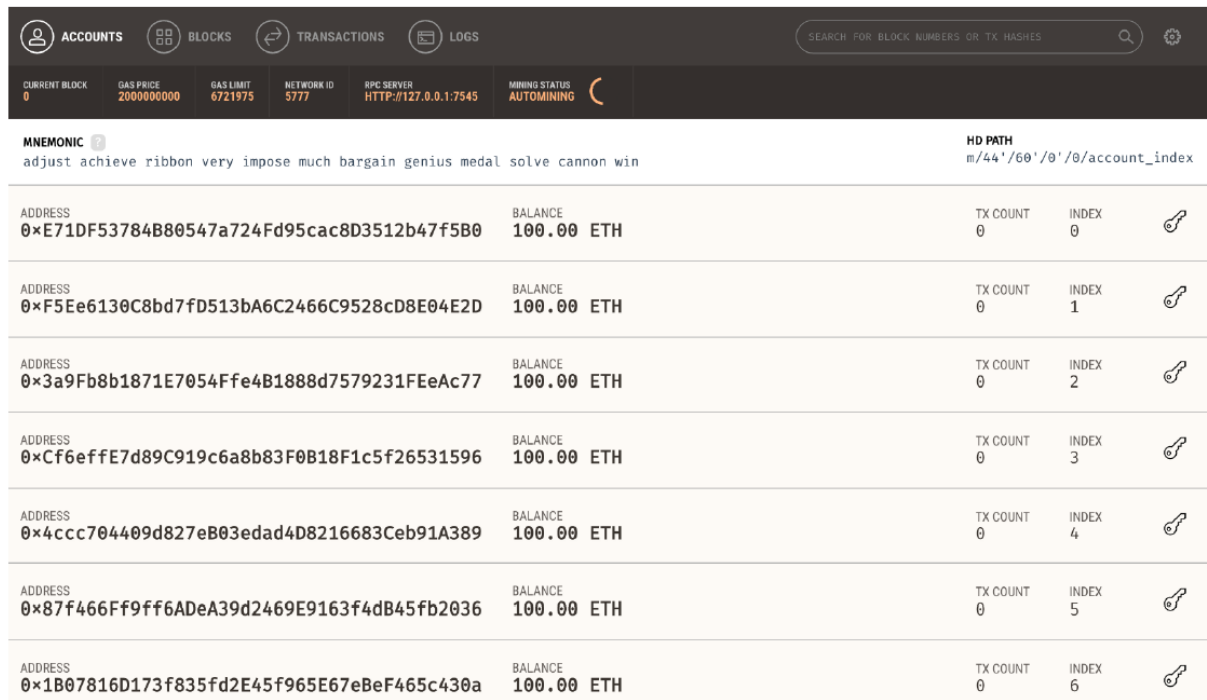 ACCOUNTS BLOCKS TRANSACTIONS LOGS SEARCH FOR BLOCK NUMBERS OR TX HASHES
CURRENT BLOCK GAS PRICE GAS LIMIT NETWORK ID RPC SERVER MINING STATUS
0 2000000000 6721975 5777 HTTP://127.0.0.1:7545 AUTOMINING
MNEMONIC ? HD PATH
adjust achieve ribbon very impose much bargain genius medal solve cannon win m/44'/60'/0'/0/account_index
ADDRESS BALANCE TX COUNT INDEX
0×E71DF53784B80547a724Fd95cac8D3512b47f5B0 100.00 ETH 0 0
ADDRESS BALANCE TX COUNT INDEX
0×F5Ee6130C8bd7fD513bA6C2466C9528cD8E04E2D 100.00 ETH 0 1
ADDRESS BALANCE TX COUNT INDEX
0×3a9Fb8b1871E7054Ffe4B1888d7579231FEeAc77 100.00 ETH 0 2
ADDRESS BALANCE TX COUNT INDEX
0×Cf6effE7d89C919c6a8b83F0B18F1c5f26531596 100.00 ETH 0 3
ADDRESS BALANCE TX COUNT INDEX
0×4ccc704409d827eB03edad4D8216683Ceb91A389 100.00 ETH 0 4
ADDRESS BALANCE TX COUNT INDEX
0×87f466Ff9ff6ADeA39d2469E9163f4dB45fb2036 100.00 ETH 0 5
ADDRESS BALANCE TX COUNT INDEX
0×1B07816D173f835fd2E45f965E67eBeF465c430a 100.00 ETH 0 6